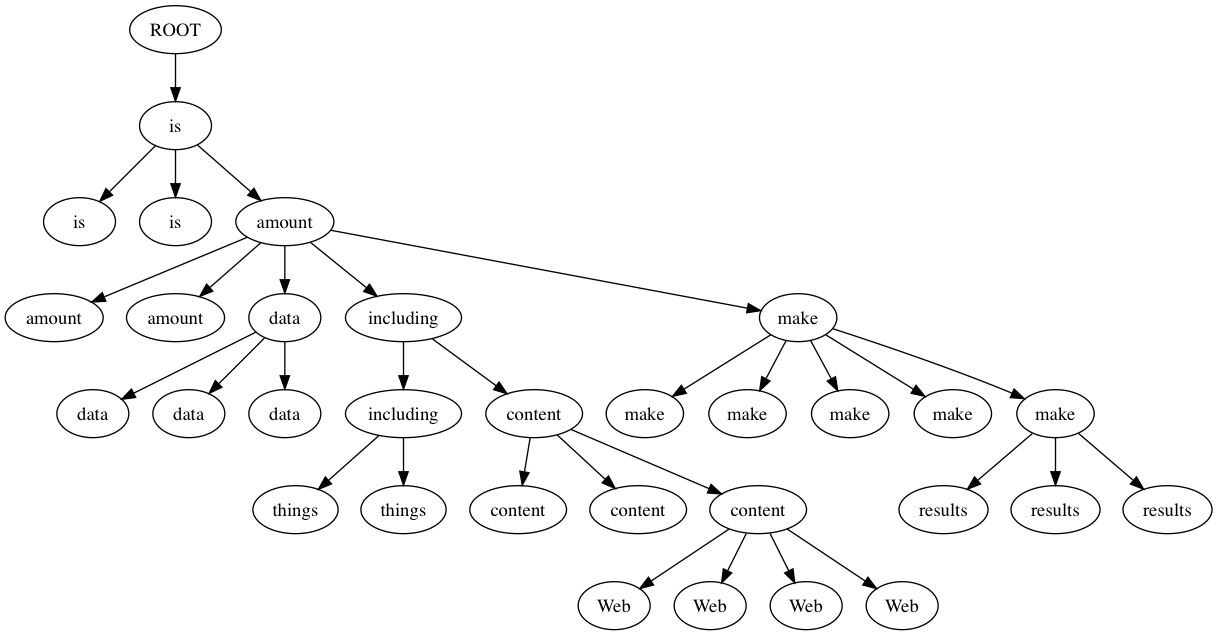 ROOT
is
is is amount
amount amount data including make
data data data including content make make make make make
things things content content content results results results
Web Web Web Web